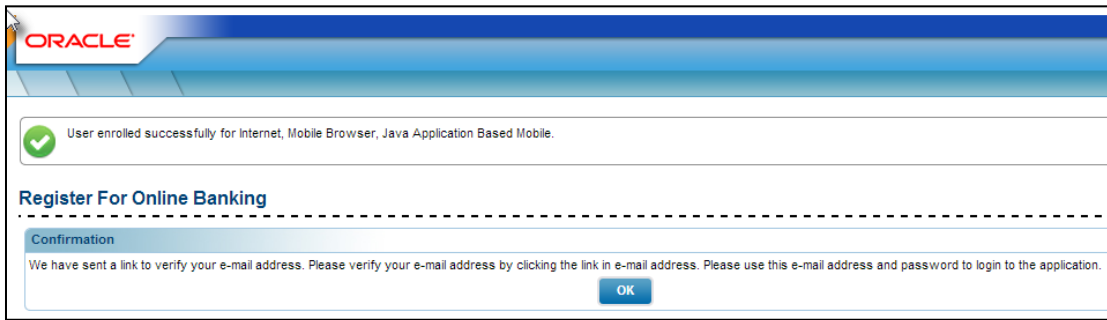 ORACLE
User enrolled successfully for Internet, Mobile Browser, Java Application Based Mobile.
Register For Online Banking
Confirmation
We have sent a link to verify your e-mail address. Please verify your e-mail address by clicking the link in e-mail address. Please use this e-mail address and password to login to the application.
OK